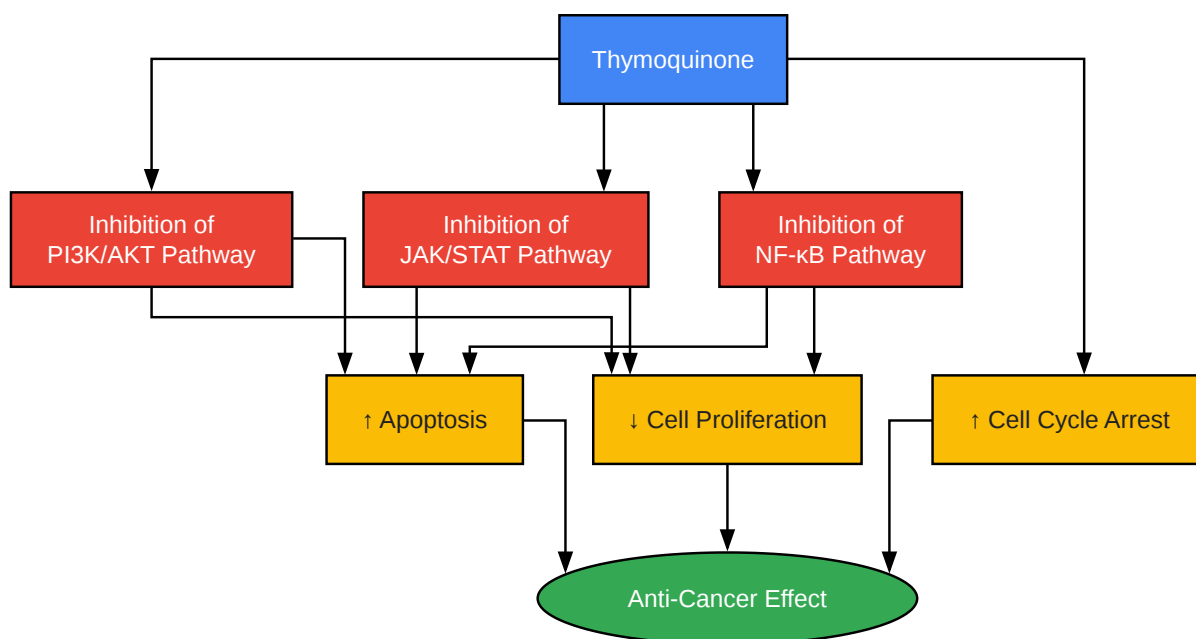 Thymoquinone
Inhibition of
PI3K/AKT Pathway
Inhibition of
JAK/STAT Pathway
Inhibition of
NF-κB Pathway
↑ Apoptosis
↓ Cell Proliferation
↑ Cell Cycle Arrest
Anti-Cancer Effect